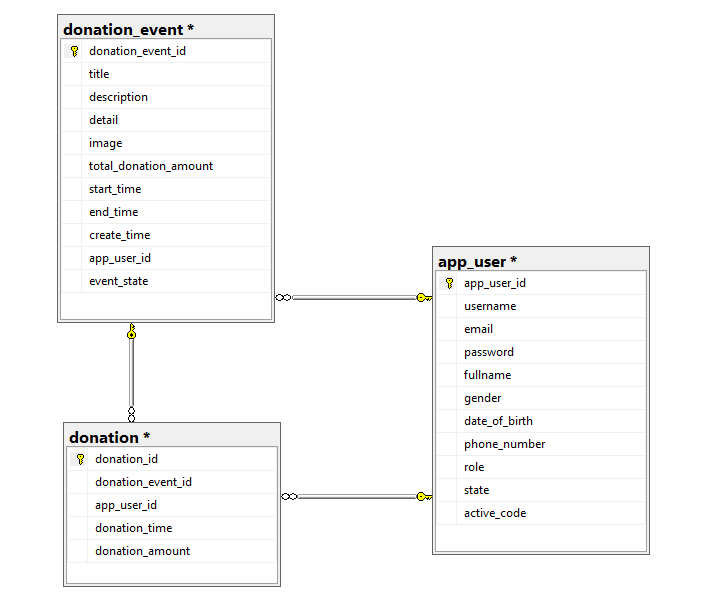 donation_event *
donation_event_id
title
description
detail
image
total_donation_amount
start_time
end_time
create_time
app_user_id
event_state
app_user *
app_user_id
username
email
password
fullname
gender
date_of_birth
phone_number
role
state
active_code
donation *
donation_id
donation_event_id
app_user_id
donation_time
donation_amount